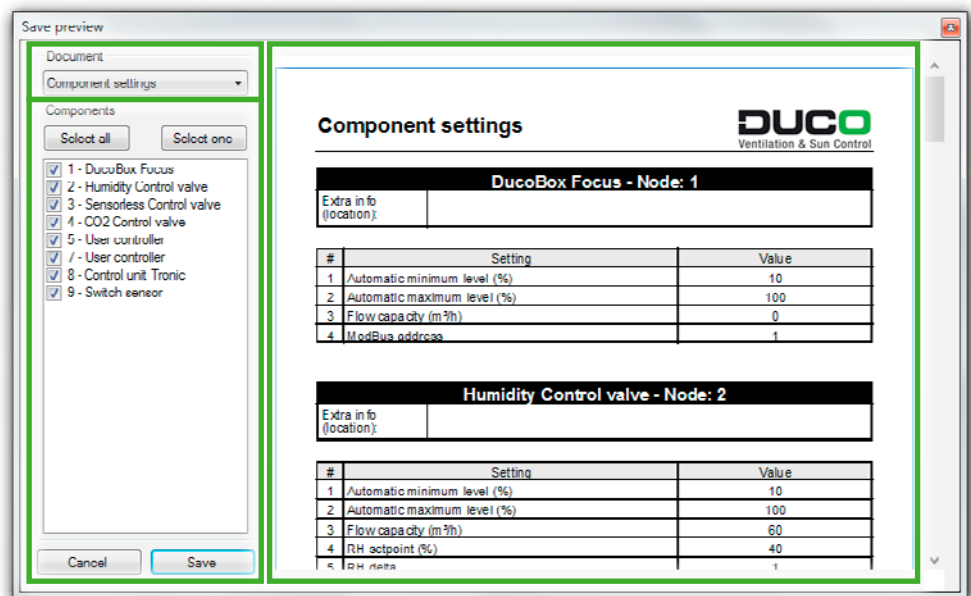 Save preview
Document
Component settings
Components
Select all
Select one
1 - DucoBox Focus
2 - Humidity Control valve
3 - Sensorless Control valve
4 - CO2 Control valve
5 - User controller
7 - User controller
8 - Control unit Tronic
9 - Switch sensor
Cancel
Save
Component settings
DUCO
Ventilation & Sun Control
DucoBox Focus - Node: 1
Extra info
(location):
# Setting Value
1 Automatic minimum level (%) 10
2 Automatic maximum level (%) 100
3 Flow capacity (m³/h) 0
4 ModBus address 1
Humidity Control valve - Node: 2
Extra info
(location):
# Setting Value
1 Automatic minimum level (%) 10
2 Automatic maximum level (%) 100
3 Flow capacity (m³/h) 60
4 RH setpoint (%) 40
5 RH delta 1